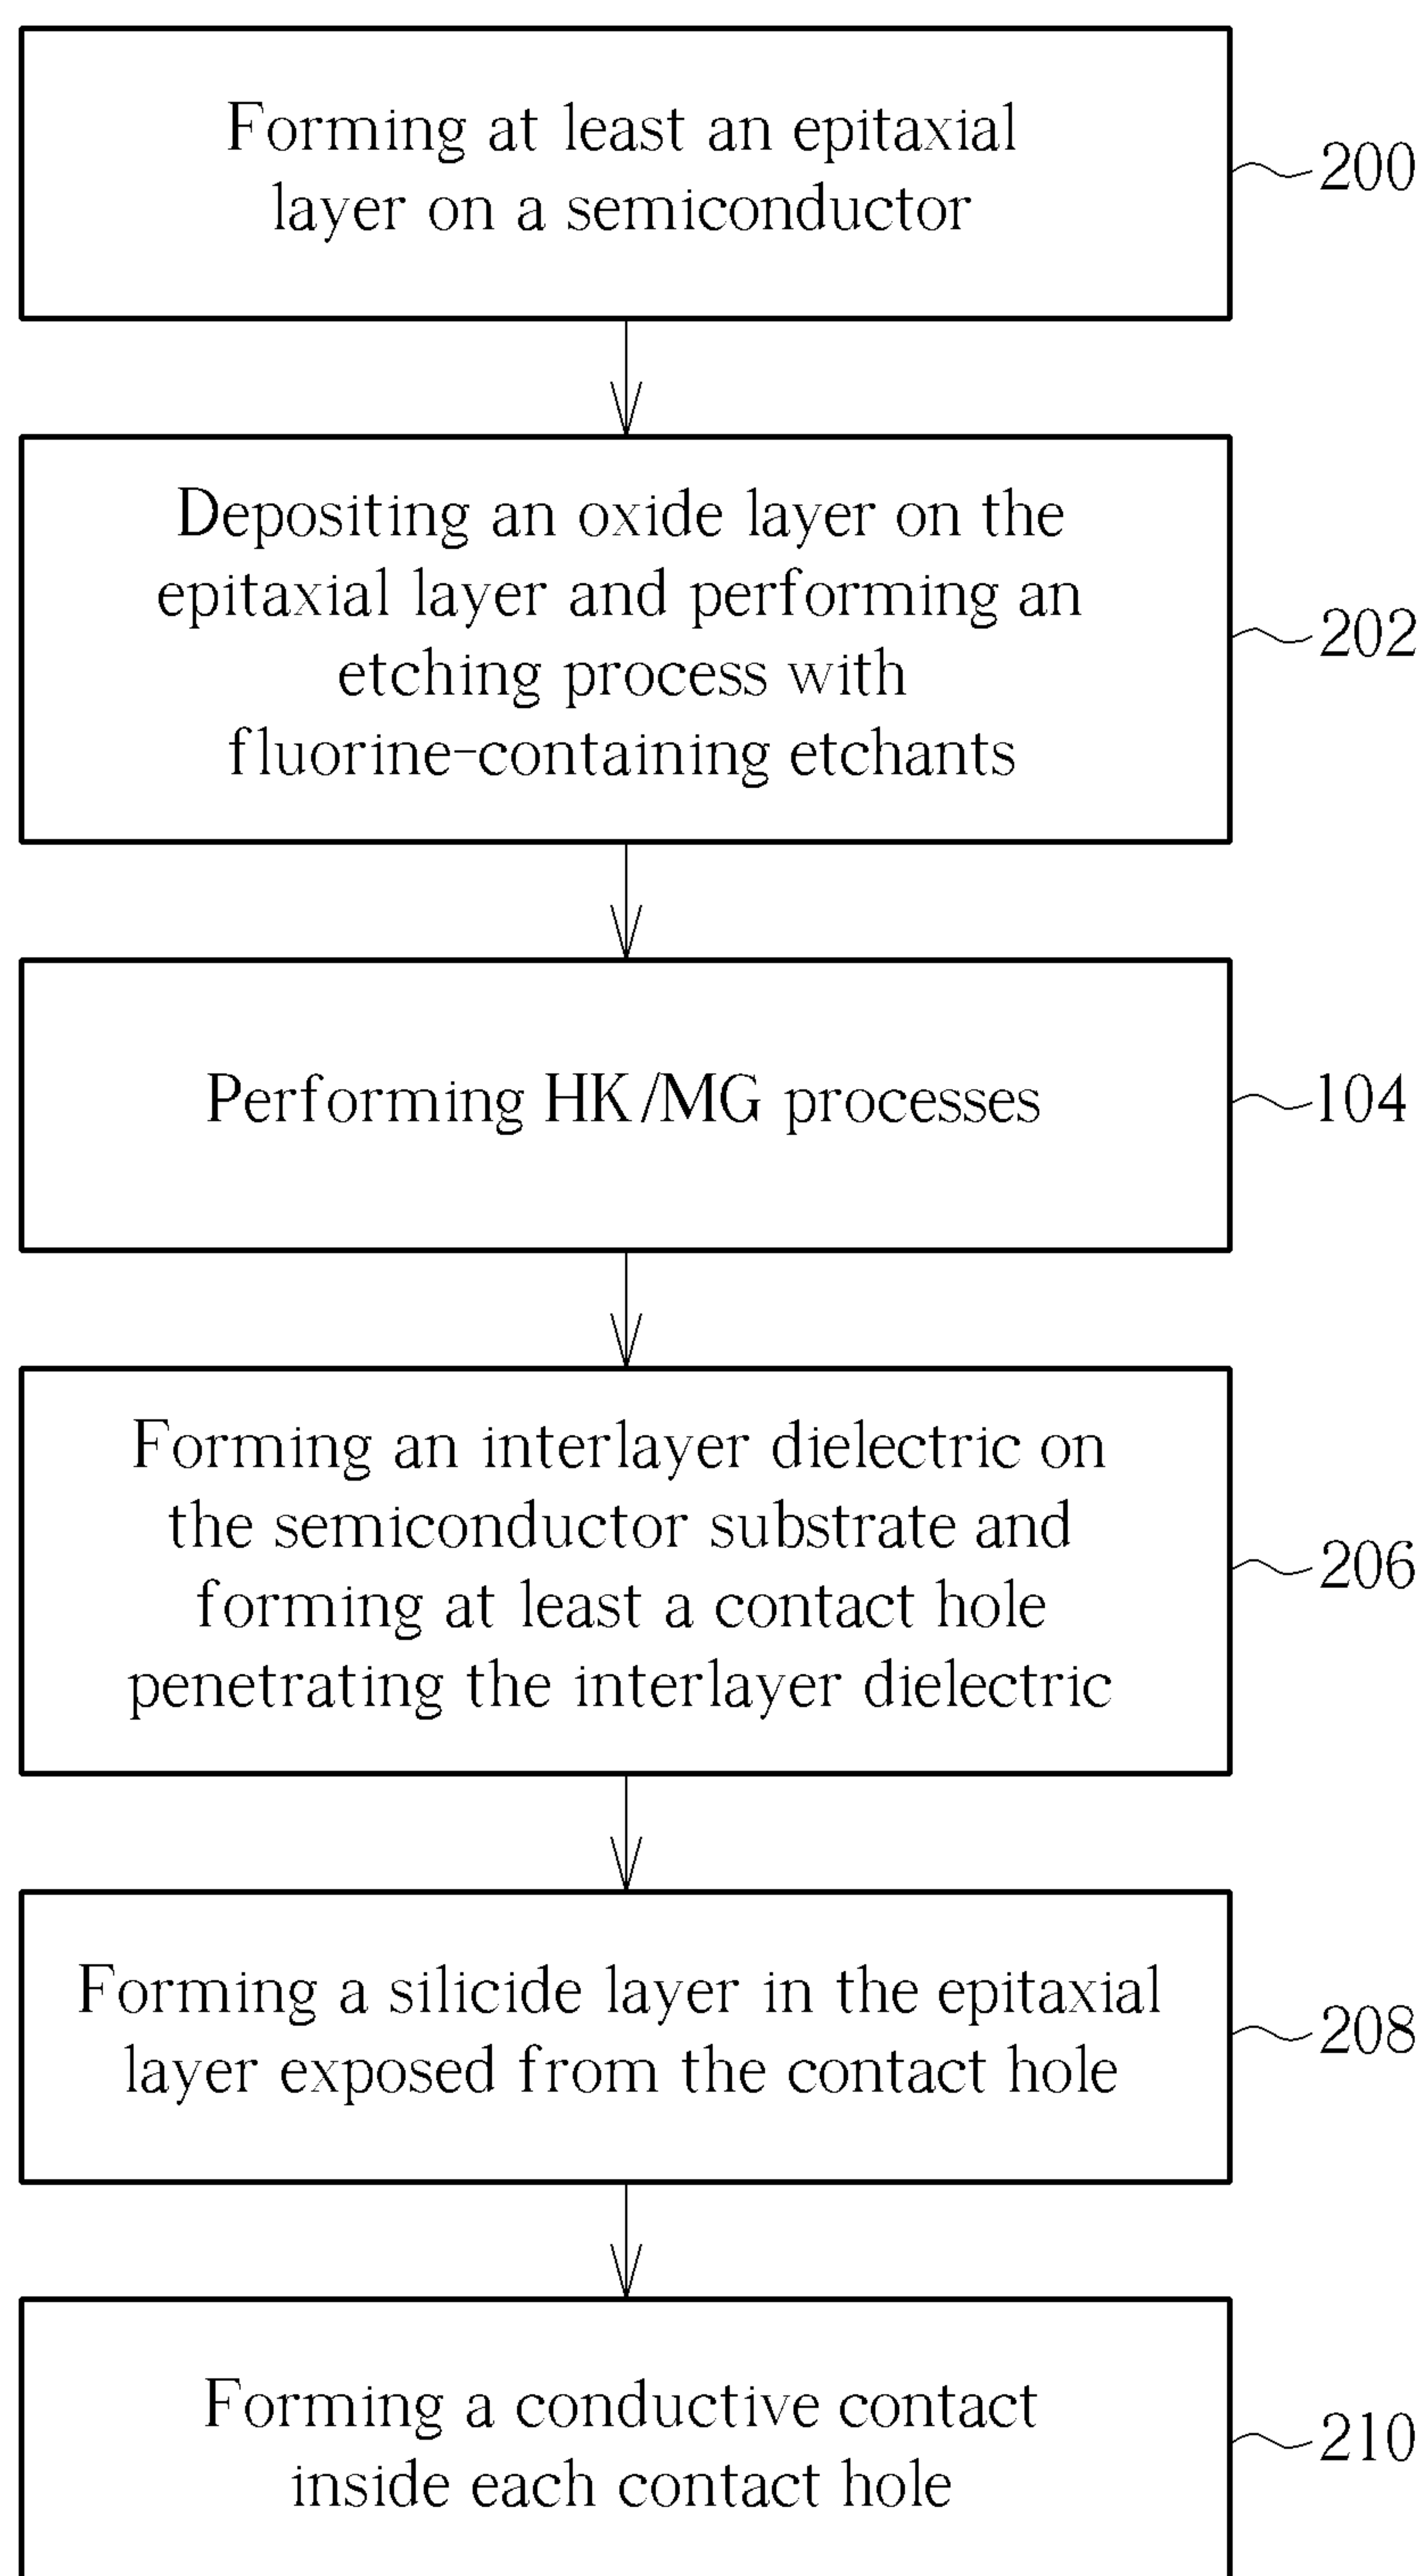 Forming at least an epitaxial
layer on a semiconductor
200
Depositing an oxide layer on the
epitaxial layer and performing an
etching process with
fluorine-containing etchants
202
Performing HK/MG processes
104
Forming an interlayer dielectric on
the semiconductor substrate and
forming at least a contact hole
penetrating the interlayer dielectric
206
Forming a silicide layer in the epitaxial
layer exposed from the contact hole
208
Forming a conductive contact
inside each contact hole
210